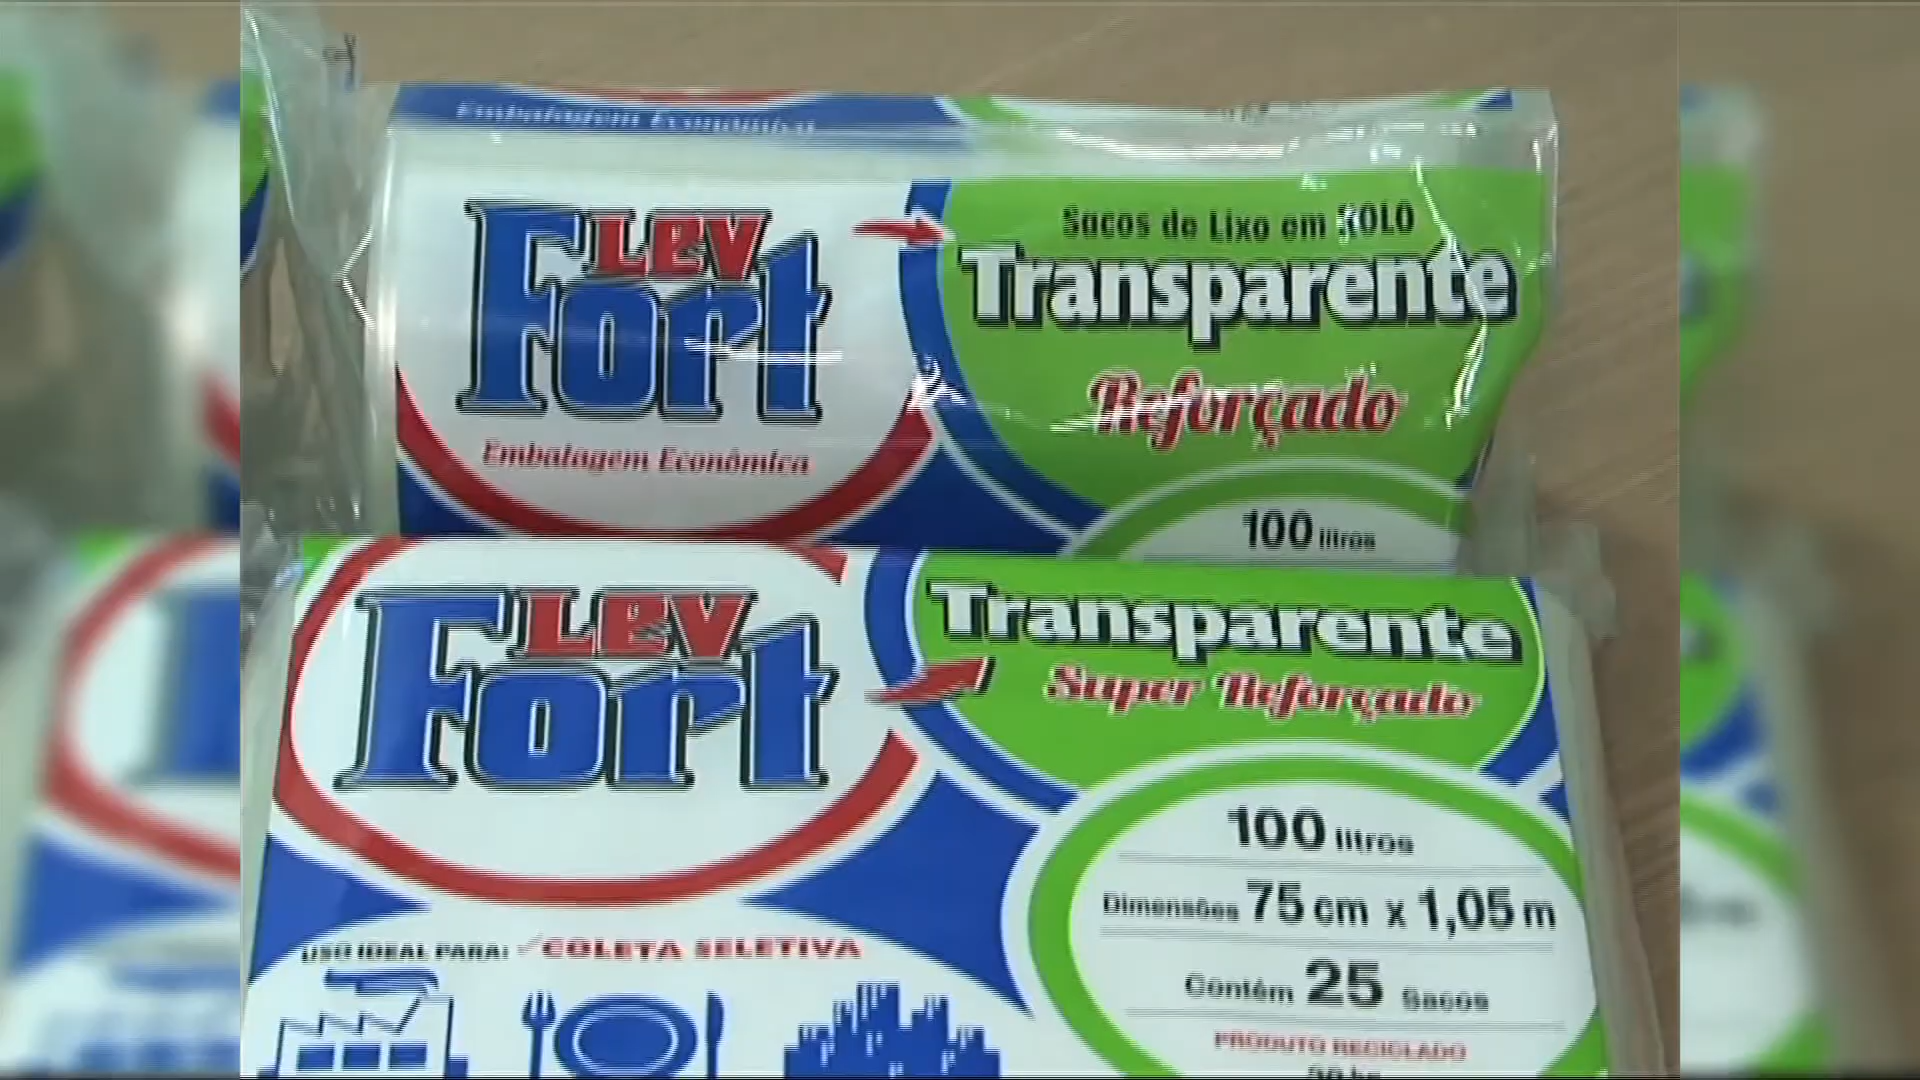 Embalagem Econômica
LEV
Fort
Embalagem Econômica
Sacos de Lixo em ROLO
Transparente
Reforçado
100 litros
LEV
Fort
Transparente
Super Reforçado
100 litros
Dimensões 75 cm x 1,05 m
Contém 25 Sacos
PRODUTO RECICLADO
USO IDEAL PARA: ✓COLETA SELETIVA